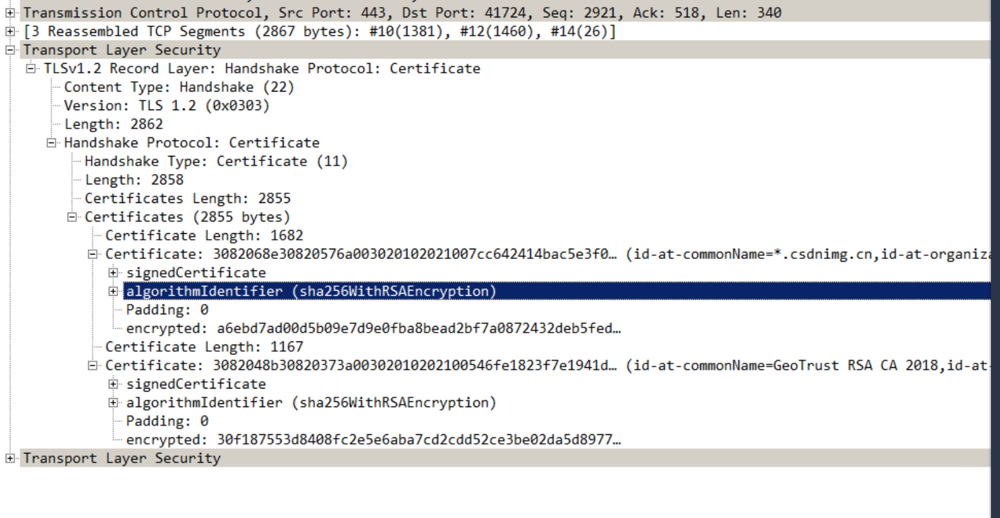 Transmission Control Protocol, Src Port: 443, Dst Port: 41724, Seq: 2921, Ack: 518, Len: 340
[3 Reassembled TCP Segments (2867 bytes): #10(1381), #12(1460), #14(26)]
Transport Layer Security
TLSv1.2 Record Layer: Handshake Protocol: Certificate
Content Type: Handshake (22)
Version: TLS 1.2 (0x0303)
Length: 2862
Handshake Protocol: Certificate
Handshake Type: Certificate (11)
Length: 2858
Certificates Length: 2855
Certificates (2855 bytes)
Certificate Length: 1682
Certificate: 3082068e30820576a003020102021007cc642414bac5e3f0… (id-at-commonName=*.csdnimg.cn,id-at-organiza
signedCertificate
algorithmIdentifier (sha256WithRSAEncryption)
Padding: 0
encrypted: a6ebd7ad00d5b09e7d9e0fba8bead2bf7a0872432deb5fed…
Certificate Length: 1167
Certificate: 3082048b30820373a00302010202100546fe1823f7e1941d… (id-at-commonName=GeoTrust RSA CA 2018,id-at-
signedCertificate
algorithmIdentifier (sha256WithRSAEncryption)
Padding: 0
encrypted: 30f187553d8408fc2e5e6aba7cd2cdd52ce3be02da5d8977…
Transport Layer Security